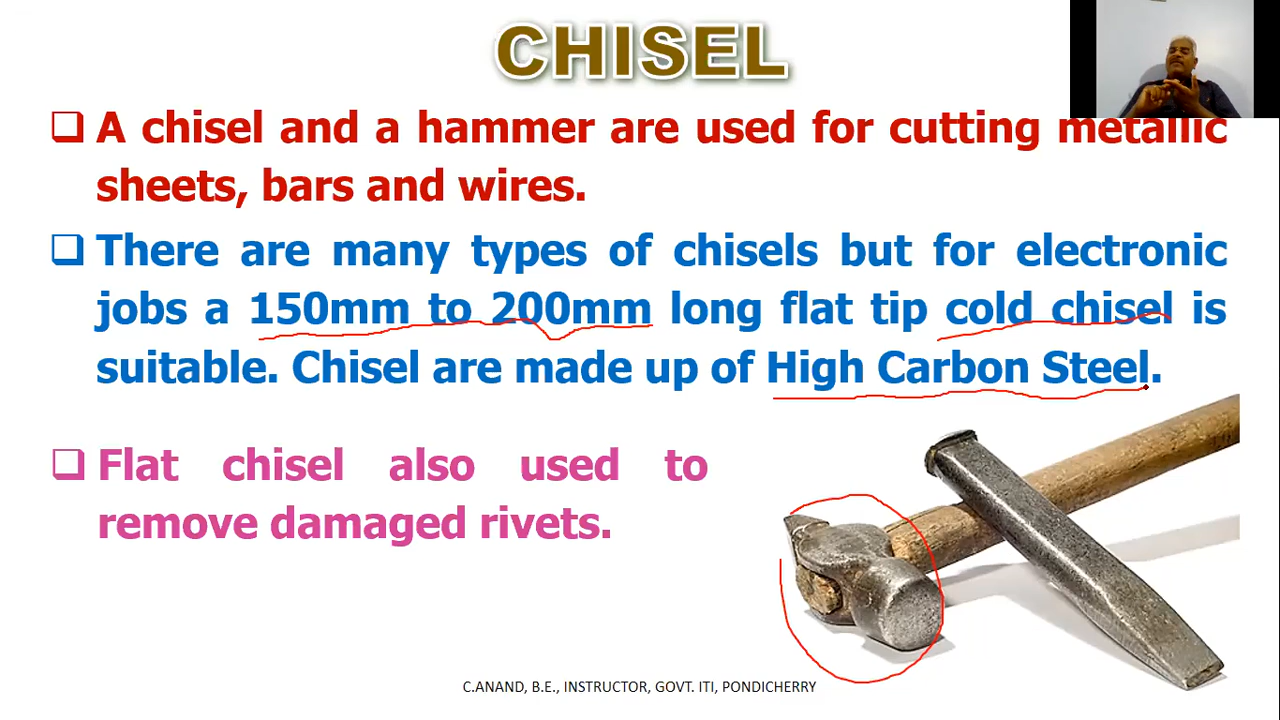 CHISEL
A chisel and a hammer are used for cutting metallic
sheets, bars and wires.
There are many types of chisels but for electronic
jobs a 150mm to 200mm long flat tip cold chisel is
suitable. Chisel are made up of High Carbon Steel.
Flat chisel also used to
remove damaged rivets.
C.ANAND, B.E., INSTRUCTOR, GOVT. ITI, PONDICHERRY